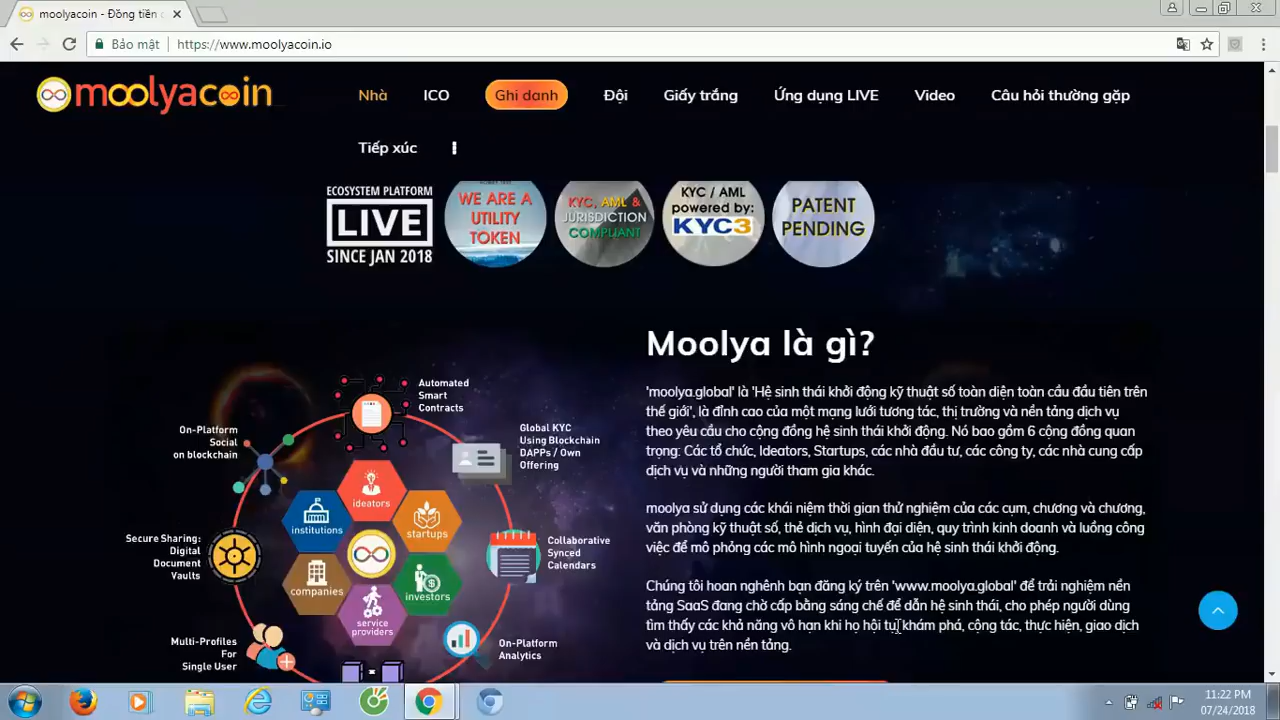 moolyacoin - Đồng tiền
Bảo mật
https://www.moolyacoin.io
moolyacoin
Nhà
ICO
Ghi danh
Đội
Giấy trắng
Ứng dụng LIVE
Video
Câu hỏi thường gặp
Tiếp xúc
ECOSYSTEM PLATFORM
LIVE
SINCE JAN 2018
WE ARE A
UTILITY
TOKEN
KYC, AML &
JURISDICTION
COMPLIANT
KYC / AML
powered by:
KYC3
PATENT
PENDING
Automated
Smart
Contracts
On-Platform
Social
on blockchain
Global KYC
Using Blockchain
DAPPs / Own
Offering
ideators
institutions
startups
Secure Sharing:
Digital
Document
Vaults
Collaborative
Synced
Calendars
companies
investors
service
providers
Multi-Profiles
For
Single User
On-Platform
Analytics
Moolya là gì?
'moolya.global' là 'Hệ sinh thái khởi động kỹ thuật số toàn diện toàn cầu đầu tiên trên
thế giới', là đỉnh cao của một mạng lưới tương tác, thị trường và nền tảng dịch vụ
theo yêu cầu cho cộng đồng hệ sinh thái khởi động. Nó bao gồm 6 cộng đồng quan
trọng: Các tổ chức, Ideators, Startups, các nhà đầu tư, các công ty, các nhà cung cấp
dịch vụ và những người tham gia khác.
moolya sử dụng các khái niệm thời gian thử nghiệm của các cụm, chương và chương,
văn phòng kỹ thuật số, thẻ dịch vụ, hình đại diện, quy trình kinh doanh và luồng công
việc để mô phỏng các mô hình ngoại tuyến của hệ sinh thái khởi động.
Chúng tôi hoan nghênh bạn đăng ký trên 'www.moolya.global' để trải nghiệm nền
tảng SaaS đang chờ cấp bằng sáng chế để dẫn hệ sinh thái, cho phép người dùng
tìm thấy các khả năng vô hạn khi họ hội tụ, khám phá, cộng tác, thực hiện, giao dịch
và dịch vụ trên nền tảng.
11:22 PM
07/24/2018